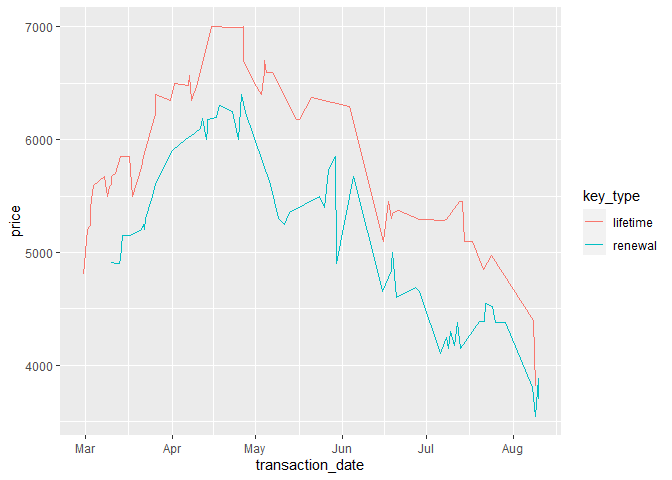 7000
6000
5000
4000
price
Mar
Apr
May
Jun
Jul
Aug
transaction_date
key_type
lifetime
renewal